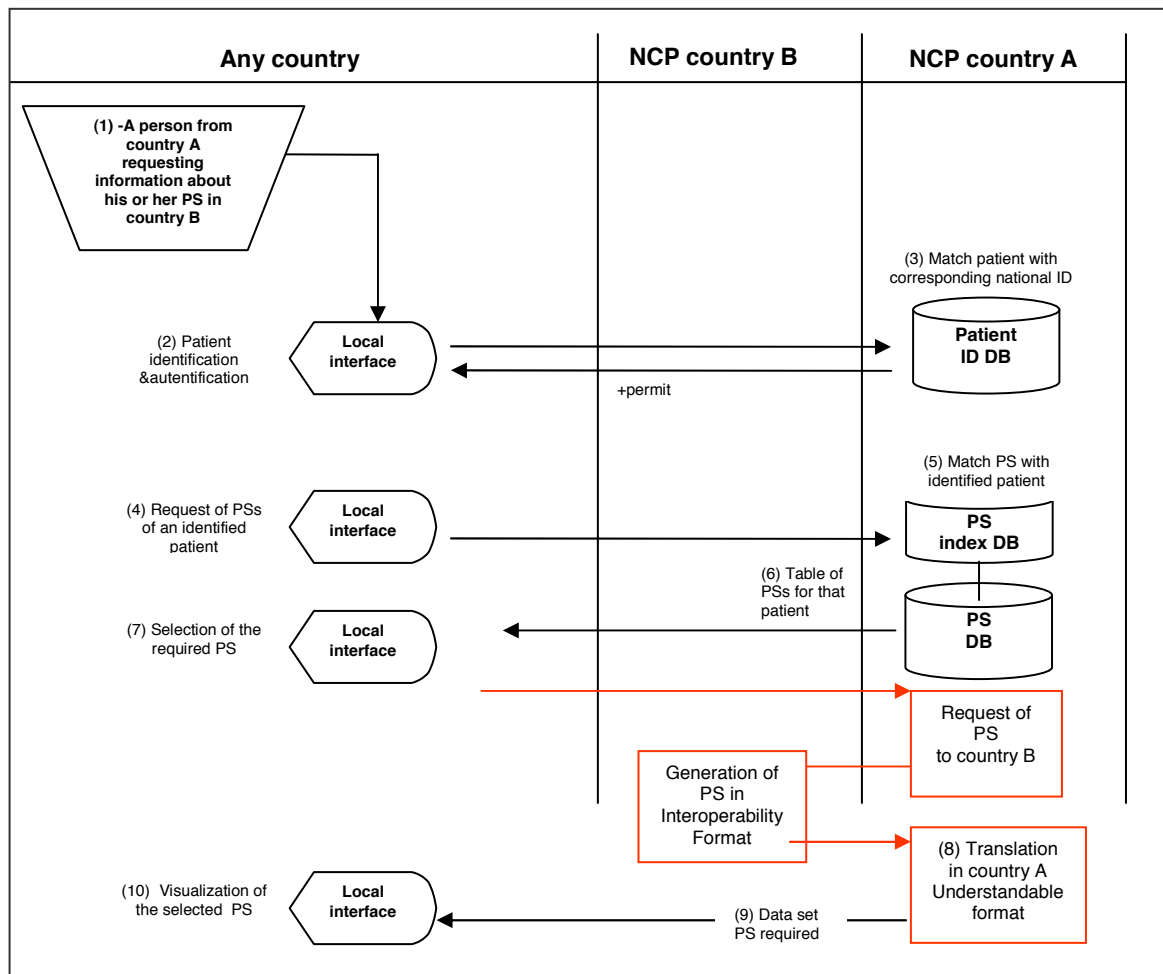 Any country
NCP country B
NCP country A
(1) -A person from
country A
requesting
information about
his or her PS in
country B
(3) Match patient with
corresponding national ID
(2) Patient
identification
&autentification
Local
interface
Patient
ID DB
+permit
(5) Match PS with
identified patient
(4) Request of PSs
of an identified
patient
Local
interface
PS
index DB
(6) Table of
PSs for that
patient
(7) Selection of the
required PS
Local
interface
PS
DB
Request of
PS
to country B
Generation of
PS in
Interoperability
Format
(8) Translation
in country A
Understandable
format
(10) Visualization of
the selected PS
Local
interface
(9) Data set
PS required